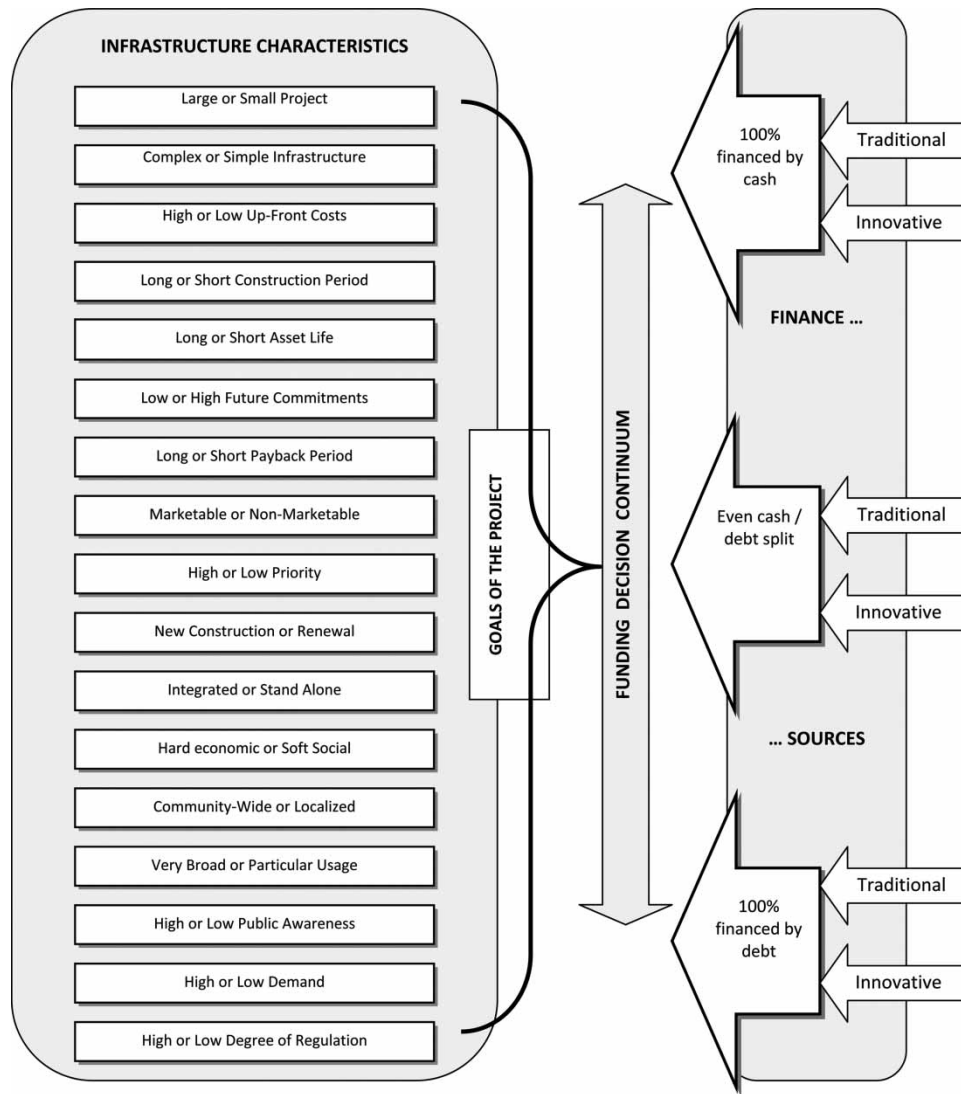 INFRASTRUCTURE CHARACTERISTICS
Large or Small Project
Complex or Simple Infrastructure
High or Low Up-Front Costs
Long or Short Construction Period
Long or Short Asset Life
Low or High Future Commitments
Long or Short Payback Period
Marketable or Non-Marketable
High or Low Priority
New Construction or Renewal
Integrated or Stand Alone
Hard economic or Soft Social
Community-Wide or Localized
Very Broad or Particular Usage
High or Low Public Awareness
High or Low Demand
High or Low Degree of Regulation
GOALS OF THE PROJECT
FUNDING DECISION CONTINUUM
100%
financed by
cash
Traditional
Innovative
FINANCE ...
Even cash /
debt split
Traditional
Innovative
... SOURCES
100%
financed by
debt
Traditional
Innovative